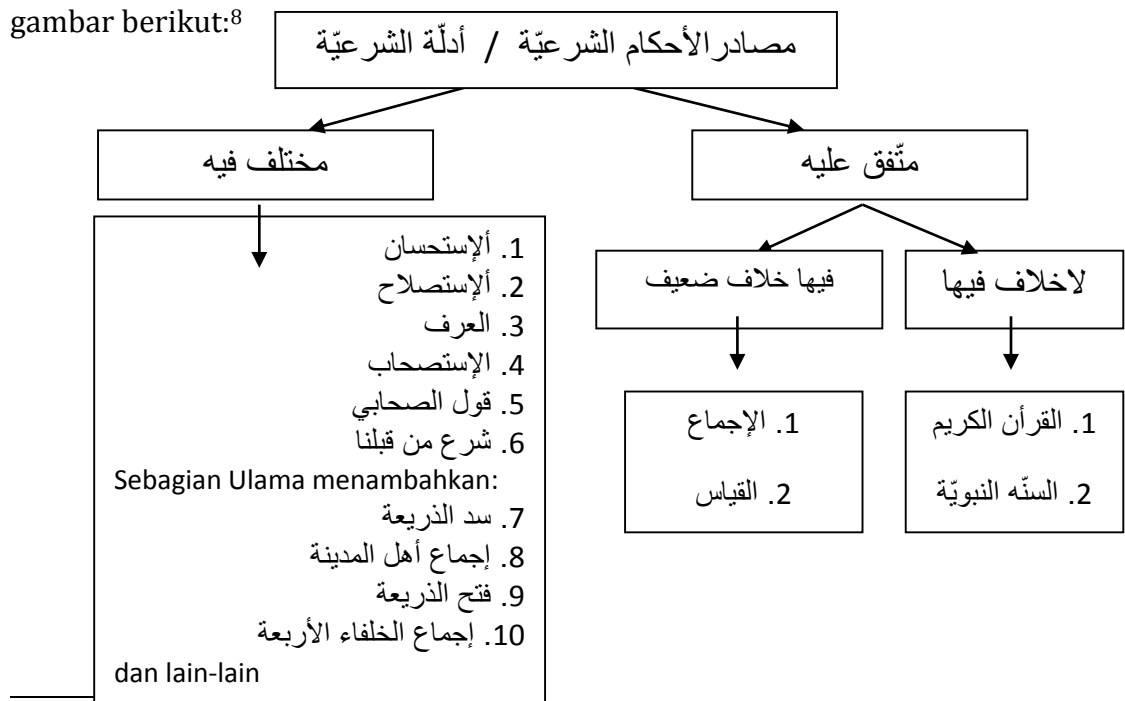 gambar berikut:⁸
مصادرالأحكام الشرعيّة / أدلّة الشرعيّة
متّفق عليه
مختلف فيه
لاخلاف فيها
فيها خلاف ضعيف
1. القرأن الكريم
2. السنّه النبويّة
1. الإجماع
2. القياس
1. ألإستحسان
2. ألإستصلاح
3. العرف
4. الإستصحاب
5. قول الصحابي
6. شرع من قبلنا
Sebagian Ulama menambahkan:
7. سد الذريعة
8. إجماع أهل المدينة
9. فتح الذريعة
10. إجماع الخلفاء الأربعة
dan lain-lain